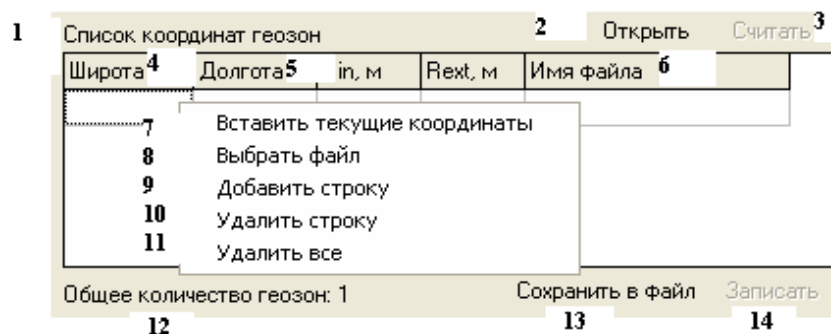 1 Список координат геозон 2 Открыть Считать 3
Широта 4 Долгота 5 in, м Rext, м Имя файла 6
7 Вставить текущие координаты
8 Выбрать файл
9 Добавить строку
10 Удалить строку
11 Удалить все
Общее количество геозон: 1 Сохранить в файл Записать
12 13 14